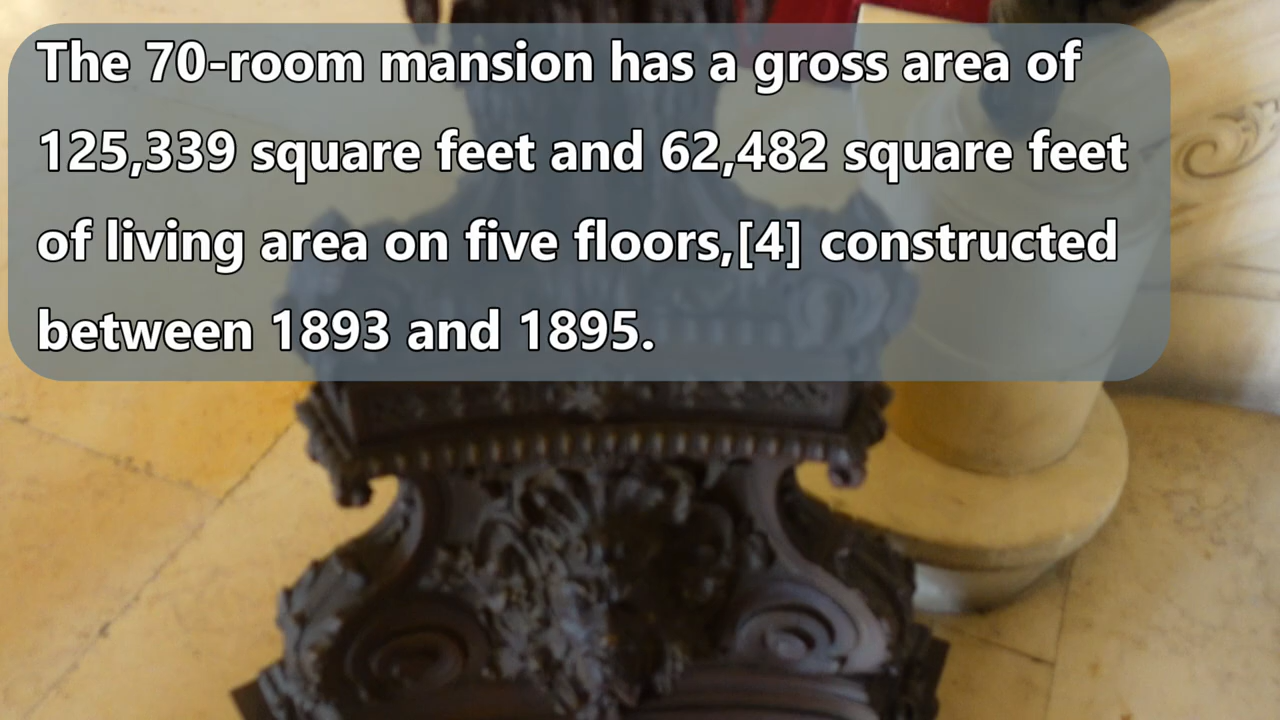 The 70-room mansion has a gross area of
125,339 square feet and 62,482 square feet
of living area on five floors,[4] constructed
between 1893 and 1895.